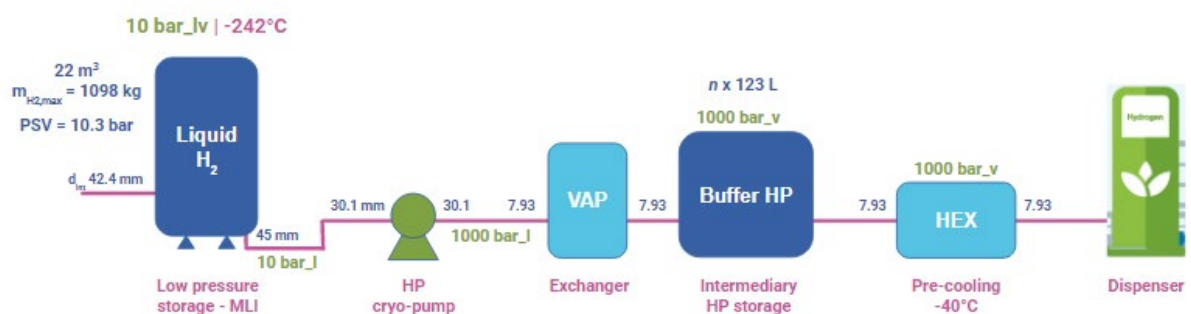 10 bar_lv | -242°C
22 m³
m_H2,max = 1098 kg
PSV = 10.3 bar
Liquid
H₂
d_int 42.4 mm
45 mm
10 bar_l
Low pressure
storage - MLI
30.1 mm
30.1
HP
cryo-pump
7.93
1000 bar_l
VAP
Exchanger
7.93
n x 123 L
1000 bar_v
Buffer HP
Intermediary
HP storage
7.93
1000 bar_v
HEX
Pre-cooling
-40°C
7.93
Hydrogen
Dispenser